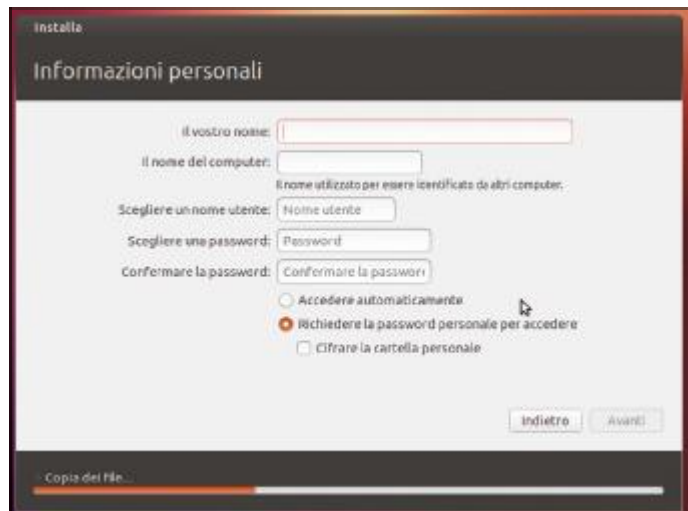 Installa
Informazioni personali
Il vostro nome:
Il nome del computer:
Il nome utilizzato per essere identificato da altri computer.
Scegliere un nome utente: Nome utente
Scegliere una password: Password
Confermare la password: Confermare la password
Accedere automaticamente
Richiedere la password personale per accedere
Cifrare la cartella personale
Indietro Avanti
Copia dei file...